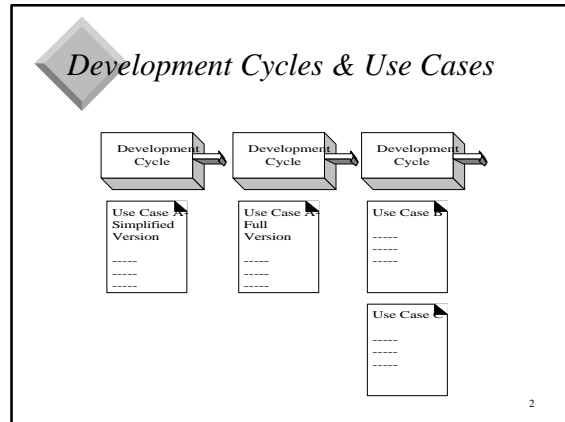 Development Cycles & Use Cases
Development
Cycle
Development
Cycle
Development
Cycle
Use Case A-
Simplified
Version
-----
-----
-----
Use Case A-
Full
Version
-----
-----
-----
Use Case B
-----
-----
-----
Use Case C
-----
-----
-----
2